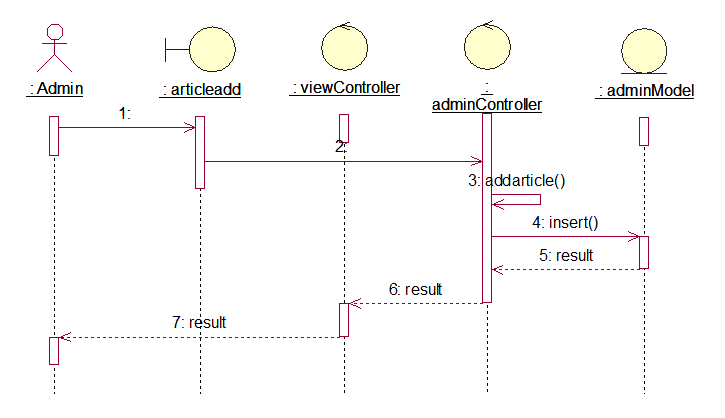 : Admin
: articleadd
: viewController
:
adminController
: adminModel
1:
2:
3: addarticle()
4: insert()
5: result
6: result
7: result